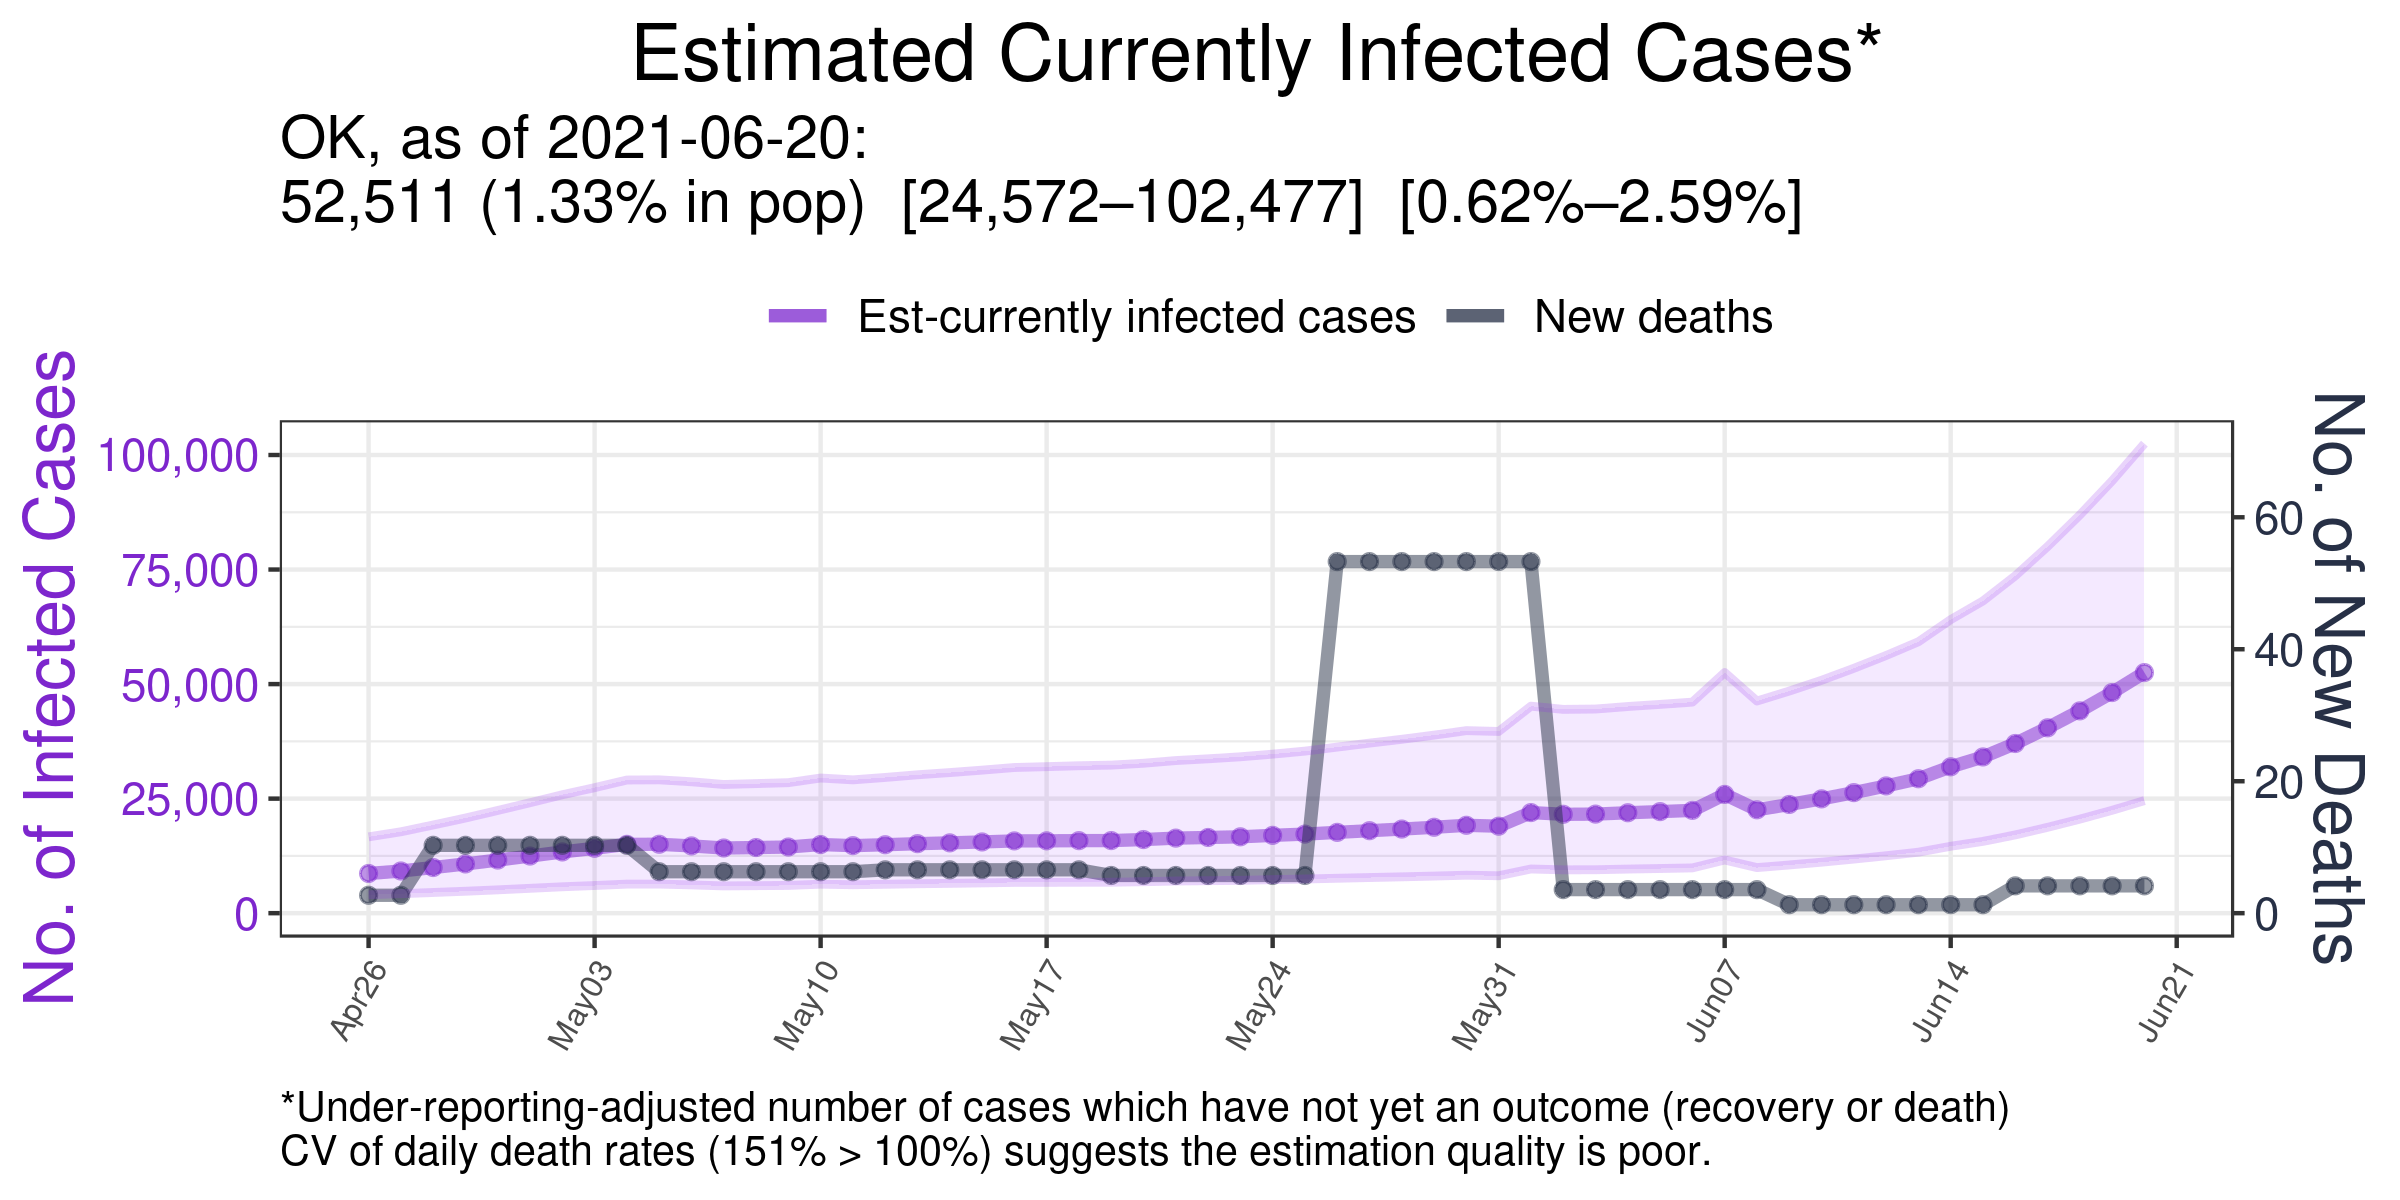 Estimated Currently Infected Cases*
OK, as of 2021-06-20:
52,511 (1.33% in pop)  [24,572–102,477]  [0.62%–2.59%]
Est-currently infected cases
New deaths
No. of Infected Cases
100,000
75,000
50,000
25,000
0
No. of New Deaths
60
40
20
0
Apr26
May03
May10
May17
May24
May31
Jun07
Jun14
Jun21
*Under-reporting-adjusted number of cases which have not yet an outcome (recovery or death)
CV of daily death rates (151% > 100%) suggests the estimation quality is poor.